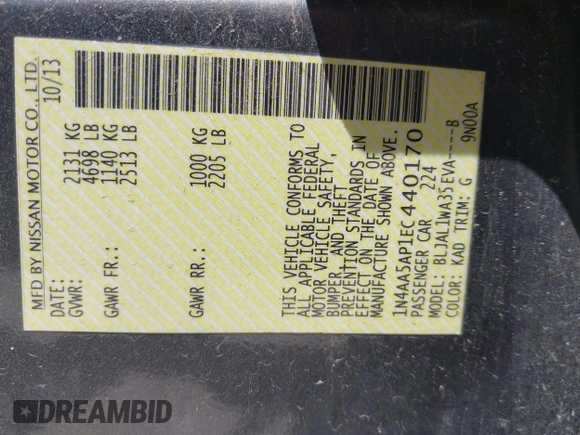 MFD BY NISSAN MOTOR CO., LTD.
DATE: 10/13
GVWR: 2131 KG
4698 LB
GAWR FR.: 1140 KG
2513 LB
GAWR RR.: 1000 KG
2205 LB
THIS VEHICLE CONFORMS TO
ALL APPLICABLE FEDERAL
MOTOR VEHICLE SAFETY,
BUMPER, AND THEFT
PREVENTION STANDARDS IN
EFFECT ON THE DATE OF
MANUFACTURE SHOWN ABOVE.
1N4AA5AP1EC440170
PASSENGER CAR 224
MODEL: BLJAL1WA35EVA----B
COLOR: KAD TRIM: G 9N00A
DREAMBID